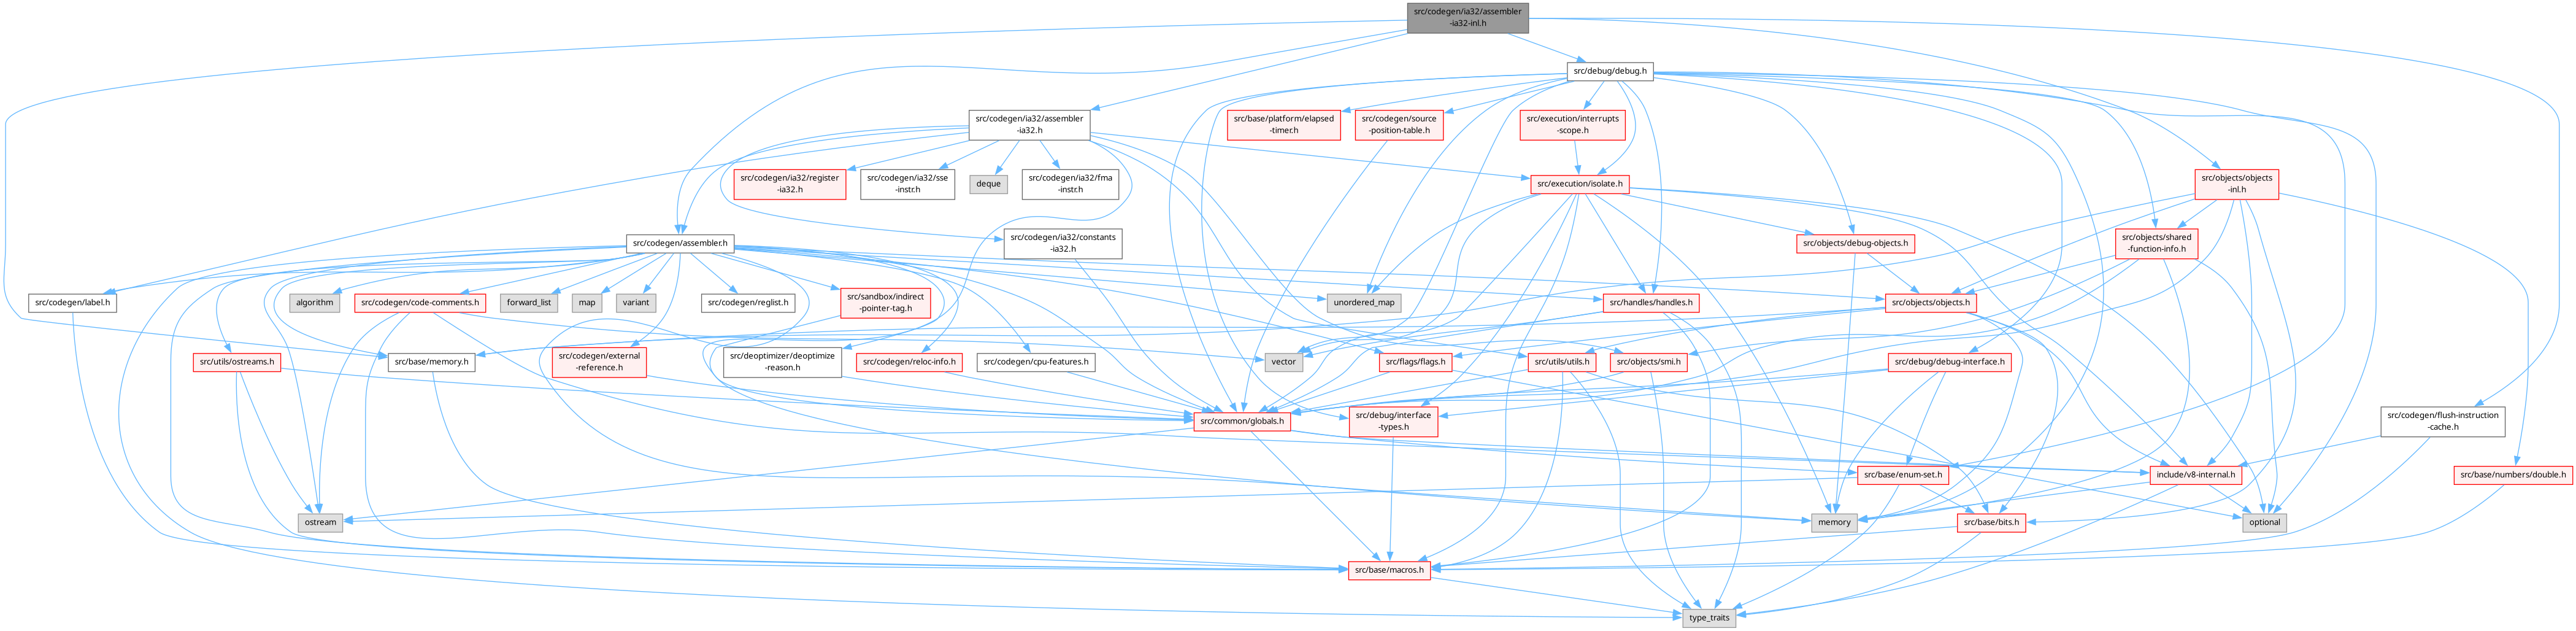 src/codegen/ia32/assembler
-ia32-inl.h
src/debug/debug.h
src/codegen/ia32/assembler
-ia32.h
src/base/platform/elapsed
-timer.h
src/codegen/source
-position-table.h
src/execution/interrupts
-scope.h
src/codegen/ia32/register
-ia32.h
src/codegen/ia32/sse
-instr.h
deque
src/codegen/ia32/fma
-instr.h
src/execution/isolate.h
src/objects/objects
-inl.h
src/codegen/assembler.h
src/codegen/ia32/constants
-ia32.h
src/objects/debug-objects.h
src/objects/shared
-function-info.h
src/codegen/label.h
algorithm
src/codegen/code-comments.h
forward_list
map
variant
src/codegen/reglist.h
src/sandbox/indirect
-pointer-tag.h
unordered_map
src/handles/handles.h
src/objects/objects.h
src/utils/ostreams.h
src/base/memory.h
src/codegen/external
-reference.h
src/deoptimizer/deoptimize
-reason.h
src/codegen/reloc-info.h
src/codegen/cpu-features.h
vector
src/flags/flags.h
src/utils/utils.h
src/objects/smi.h
src/debug/debug-interface.h
src/common/globals.h
src/debug/interface
-types.h
src/codegen/flush-instruction
-cache.h
src/base/enum-set.h
include/v8-internal.h
src/base/numbers/double.h
ostream
memory
src/base/bits.h
optional
src/base/macros.h
type_traits